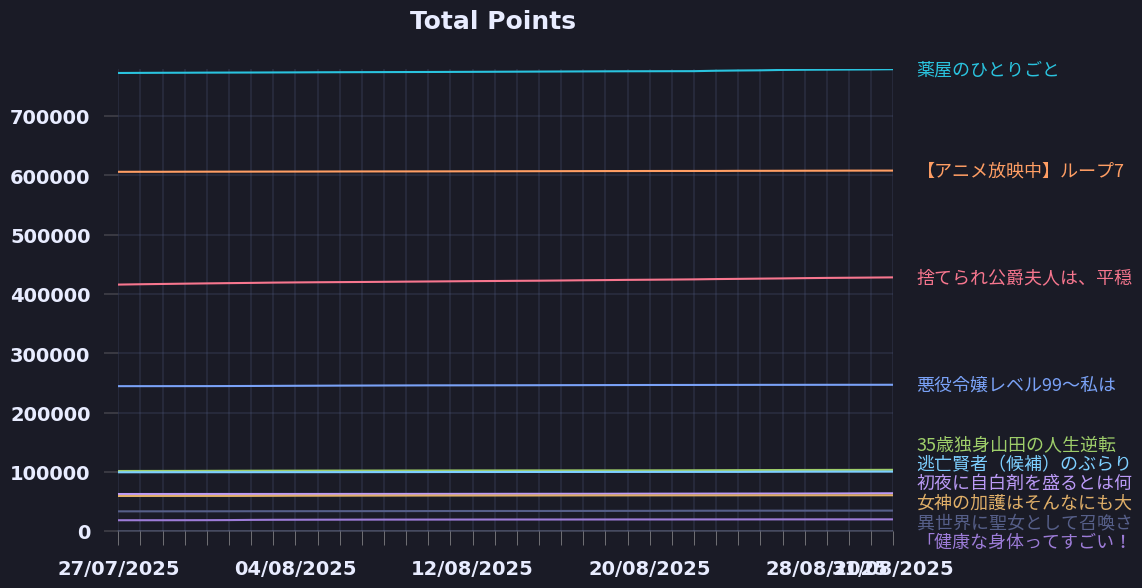 Total Points
薬屋のひとりごと
700000
600000
【アニメ放映中】ループ7
500000
400000
捨てられ公爵夫人は、平穏
300000
悪役令嬢レベル99～私は
200000
35歳独身山田の人生逆転
100000
逃亡賢者（候補）のぶらり
初夜に自白剤を盛るとは何
女神の加護はそんなにも大
異世界に聖女として召喚さ
0
「健康な身体ってすごい！
27/07/2025 04/08/2025 12/08/2025 20/08/2025 28/08/2025 31/08/2025